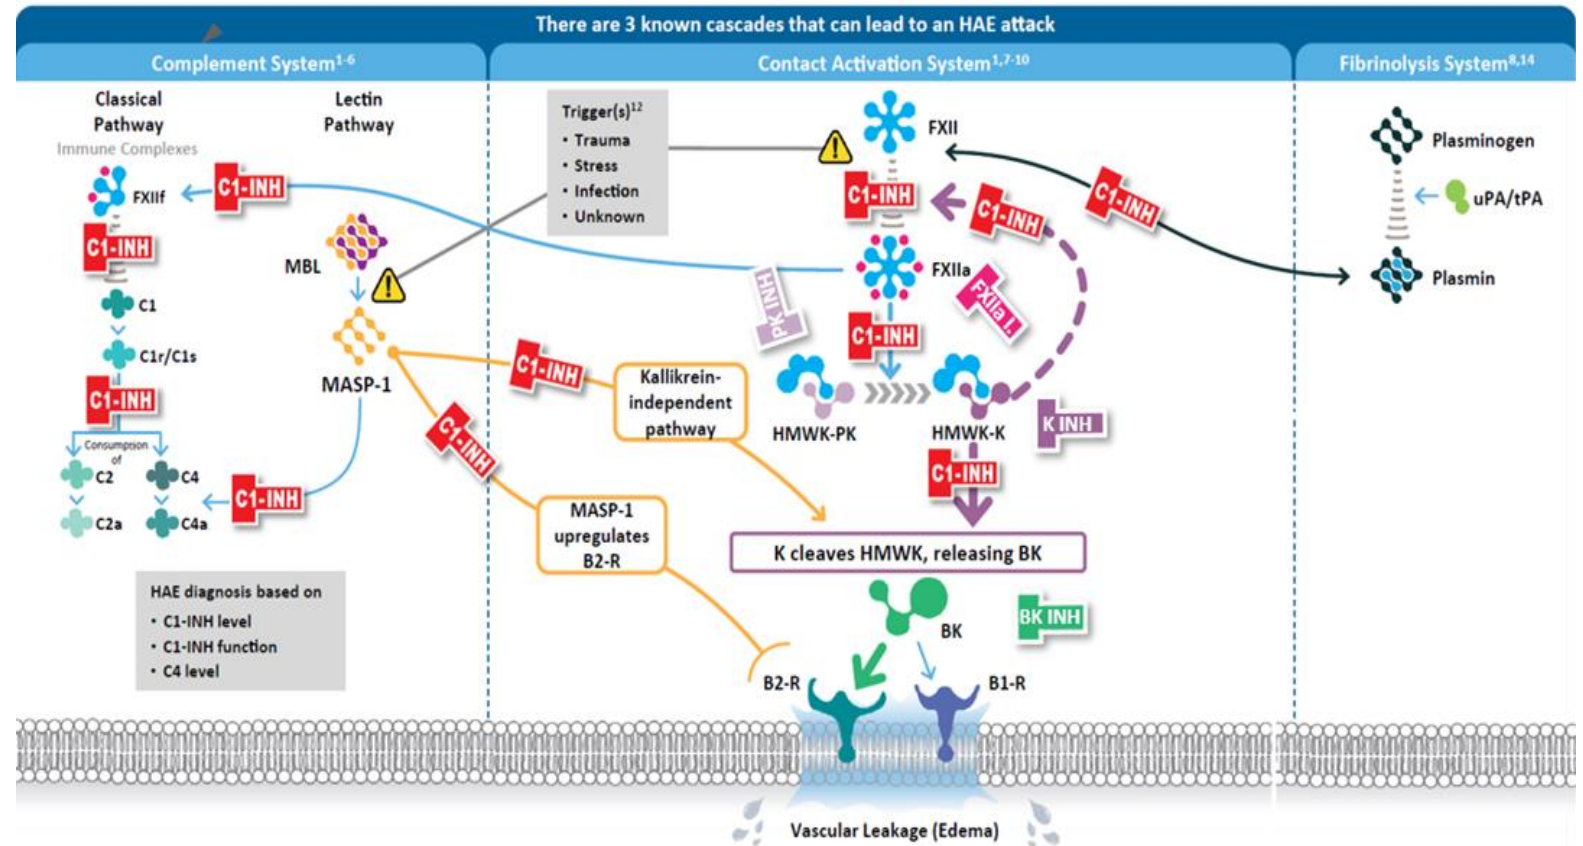 There are 3 known cascades that can lead to an HAE attack
Complement System1-6
Contact Activation System1,7-10
Fibrinolysis System8,14
Classical
Pathway
Immune Complexes
Lectin
Pathway
FXIIf
C1-INH
C1-INH
C1
C1r/C1s
C1-INH
Consumption
of
C2
C4
C2a
C4a
C1-INH
MBL
MASP-1
HAE diagnosis based on
• C1-INH level
• C1-INH function
• C4 level
Trigger(s)12
• Trauma
• Stress
• Infection
• Unknown
FXII
C1-INH
C1-INH
FXIIa
PK INH
FXIIa I.
C1-INH
C1-INH
Kallikrein-
independent
pathway
HMWK-PK
HMWK-K
K INH
C1-INH
C1-INH
MASP-1
upregulates
B2-R
K cleaves HMWK, releasing BK
BK
BK INH
B2-R
B1-R
Vascular Leakage (Edema)
C1-INH
Plasminogen
uPA/tPA
Plasmin